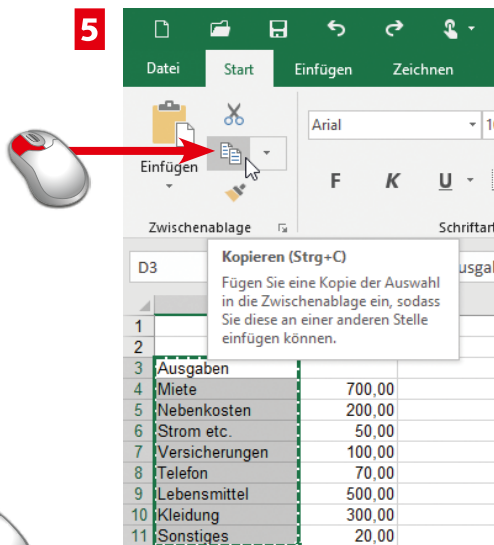 5
Datei Start Einfügen Zeichnen
Arial
Einfügen
F K U
Zwischenablage Schriftart
D3
Kopieren (Strg+C)
Fügen Sie eine Kopie der Auswahl
in die Zwischenablage ein, sodass
Sie diese an einer anderen Stelle
einfügen können.
1
2
3 Ausgaben
4 Miete 700,00
5 Nebenkosten 200,00
6 Strom etc. 50,00
7 Versicherungen 100,00
8 Telefon 70,00
9 Lebensmittel 500,00
10 Kleidung 300,00
11 Sonstiges 20,00